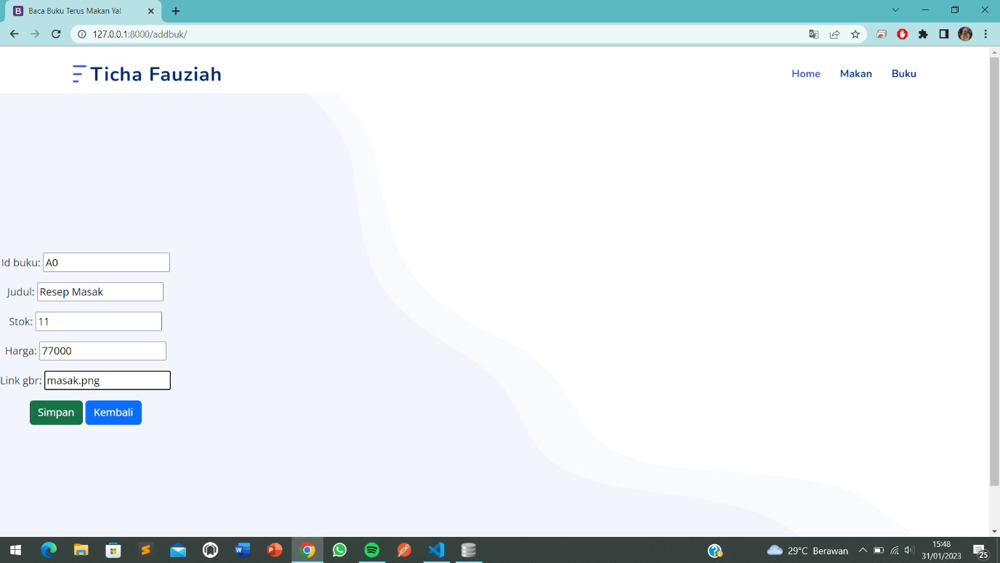 Baca Buku Terus Makan Ya!
127.0.0.1:8000/addbuk/
Ticha Fauziah
Home Makan Buku
Id buku: A0
Judul: Resep Masak
Stok: 11
Harga: 77000
Link gbr: masak.png
Simpan Kembali
29°C Berawan
15:48
31/01/2023
25